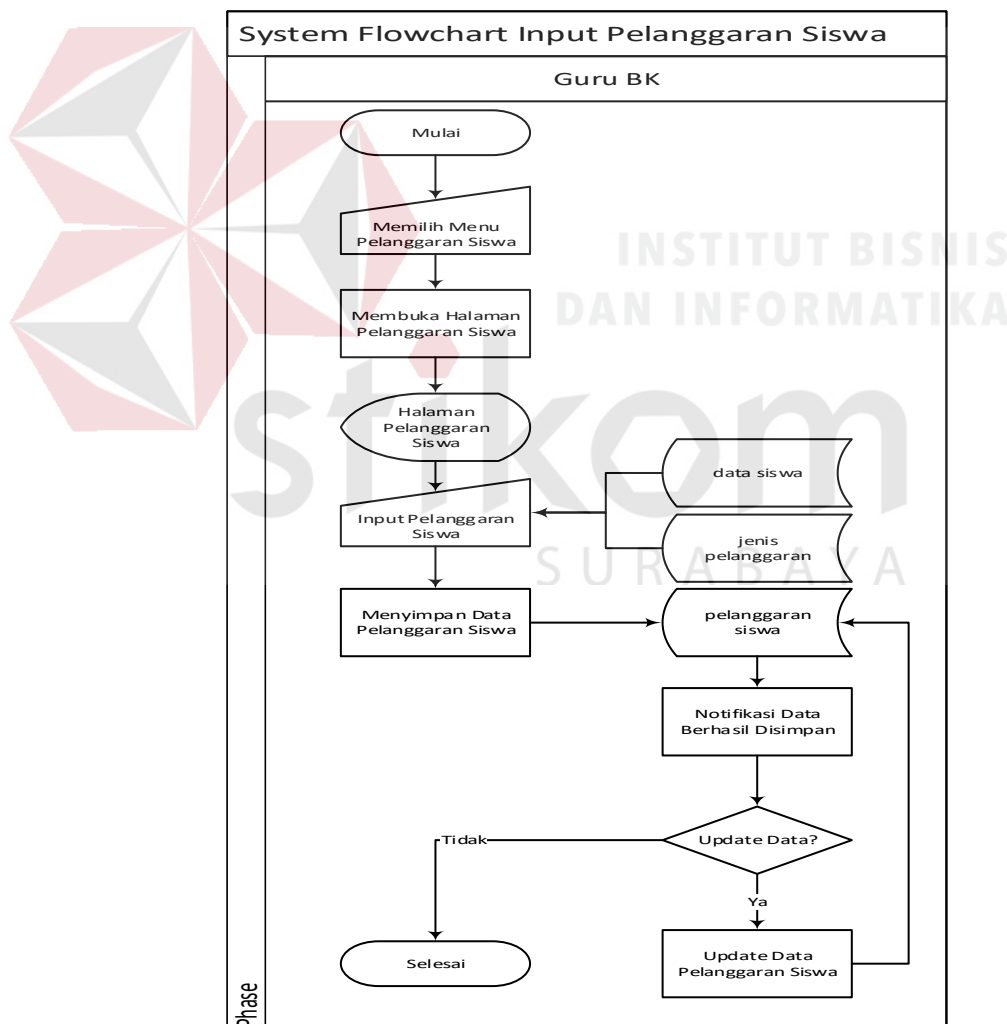 System Flowchart Input Pelanggaran Siswa
Guru BK
Mulai
Memilih Menu
Pelanggaran Siswa
INSTITUT BISNIS
DAN INFORMATIKA
Membuka Halaman
Pelanggaran Siswa
stikom
SURABAYA
Halaman
Pelanggaran
Siswa
data siswa
Input Pelanggaran
Siswa
jenis
pelanggaran
Menyimpan Data
Pelanggaran Siswa
pelanggaran
siswa
Notifikasi Data
Berhasil Disimpan
Update Data?
Tidak
Ya
Selesai
Update Data
Pelanggaran Siswa
Phase